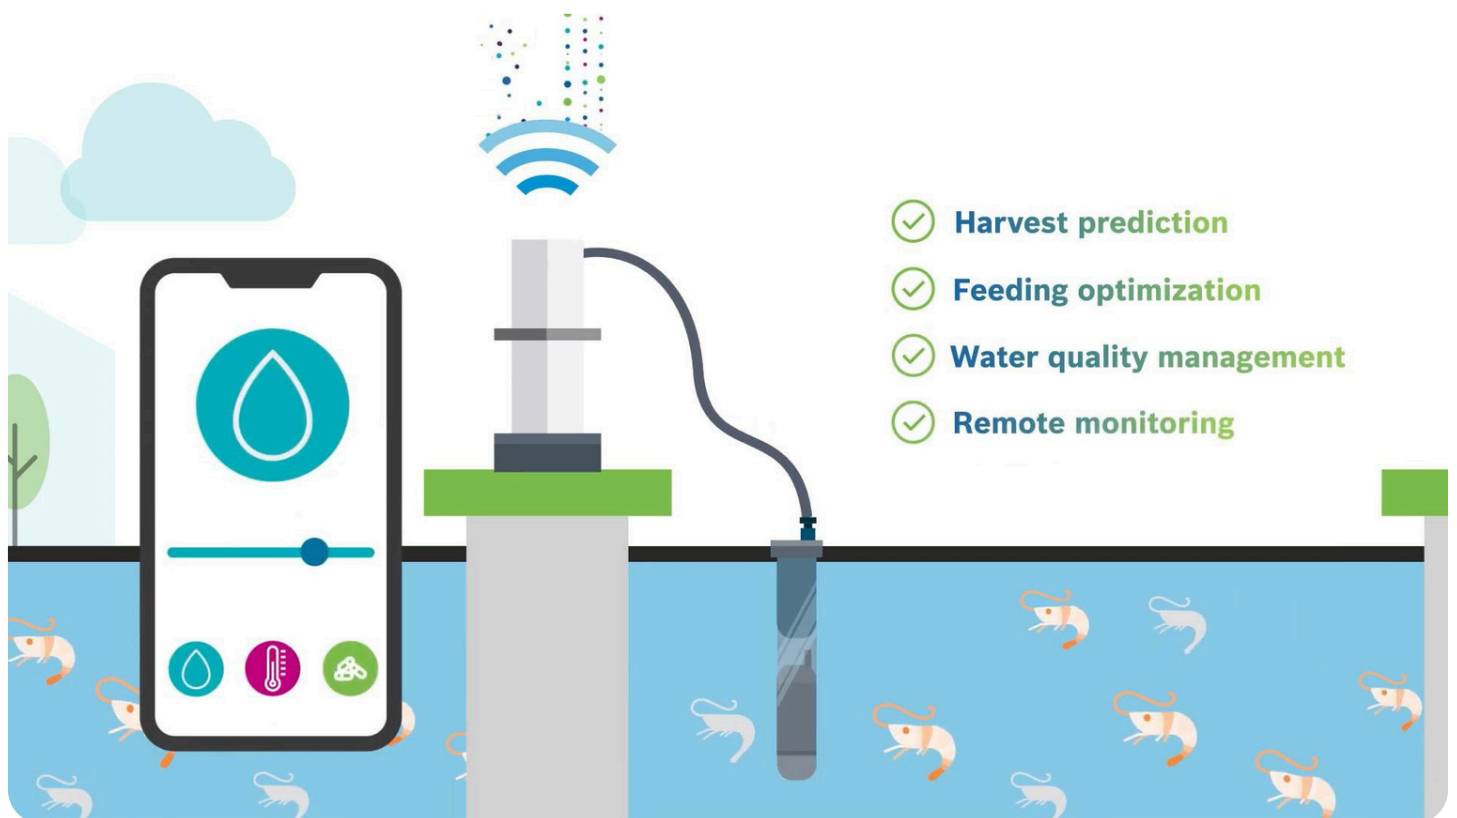 Harvest prediction
Feeding optimization
Water quality management
Remote monitoring